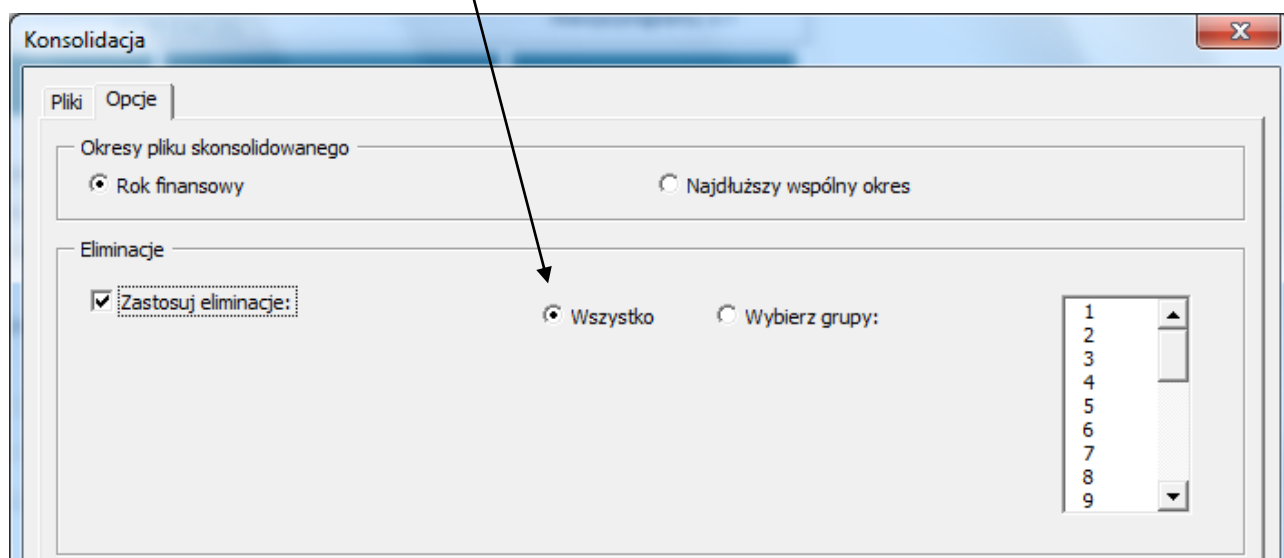 Konsolidacja
Pliki Opcje
Okresy pliku skonsolidowanego
Rok finansowy Najdłuższy wspólny okres
Eliminacje
Zastosuj eliminacje: Wszystko Wybierz grupy:
1
2
3
4
5
6
7
8
9